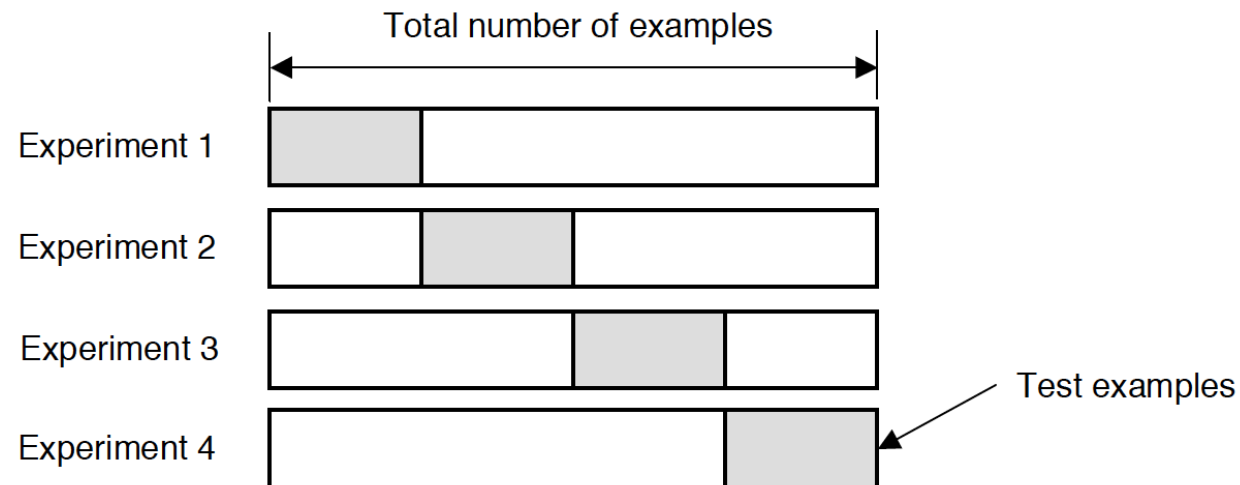 Total number of examples
Experiment 1
Experiment 2
Experiment 3
Test examples
Experiment 4